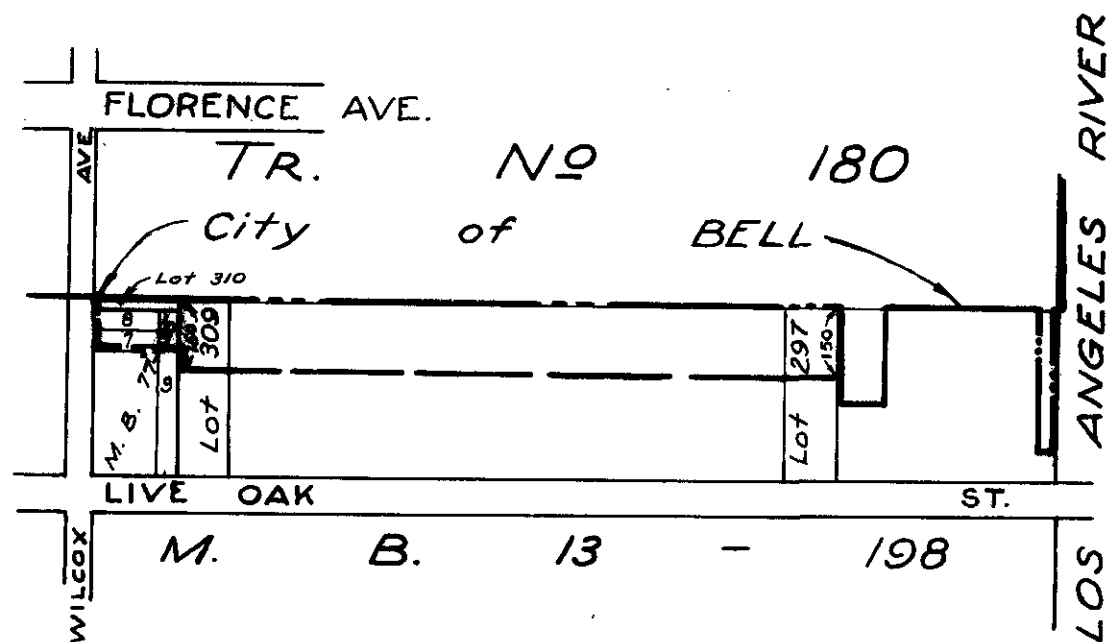 FLORENCE AVE.
AVE
TR. Nº 180
City of BELL
Lot 310
8
7
9
Lot 309
Lot 297
150
M. B. 77
LIVE OAK ST.
M. B. 13 - 198
WILCOX
LOS ANGELES RIVER